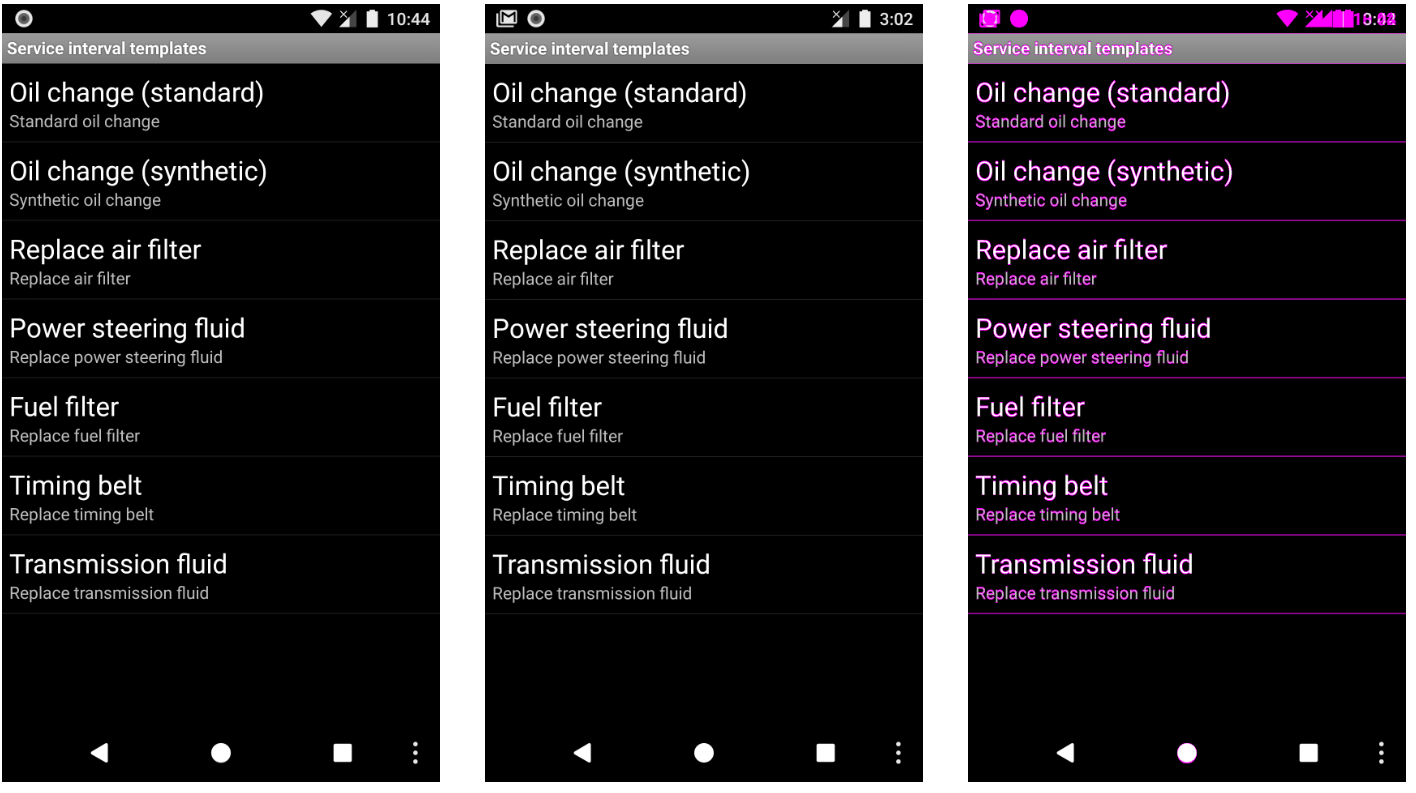 10:44
Service interval templates
Oil change (standard)
Standard oil change
Oil change (synthetic)
Synthetic oil change
Replace air filter
Replace air filter
Power steering fluid
Replace power steering fluid
Fuel filter
Replace fuel filter
Timing belt
Replace timing belt
Transmission fluid
Replace transmission fluid
3:02
Service interval templates
Oil change (standard)
Standard oil change
Oil change (synthetic)
Synthetic oil change
Replace air filter
Replace air filter
Power steering fluid
Replace power steering fluid
Fuel filter
Replace fuel filter
Timing belt
Replace timing belt
Transmission fluid
Replace transmission fluid
Service interval templates
Oil change (standard)
Standard oil change
Oil change (synthetic)
Synthetic oil change
Replace air filter
Replace air filter
Power steering fluid
Replace power steering fluid
Fuel filter
Replace fuel filter
Timing belt
Replace timing belt
Transmission fluid
Replace transmission fluid